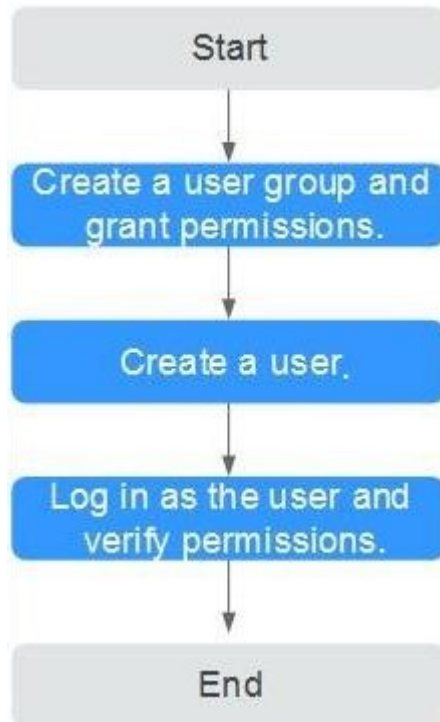 Start
Create a user group and
grant permissions.
Create a user.
Log in as the user and
verify permissions.
End